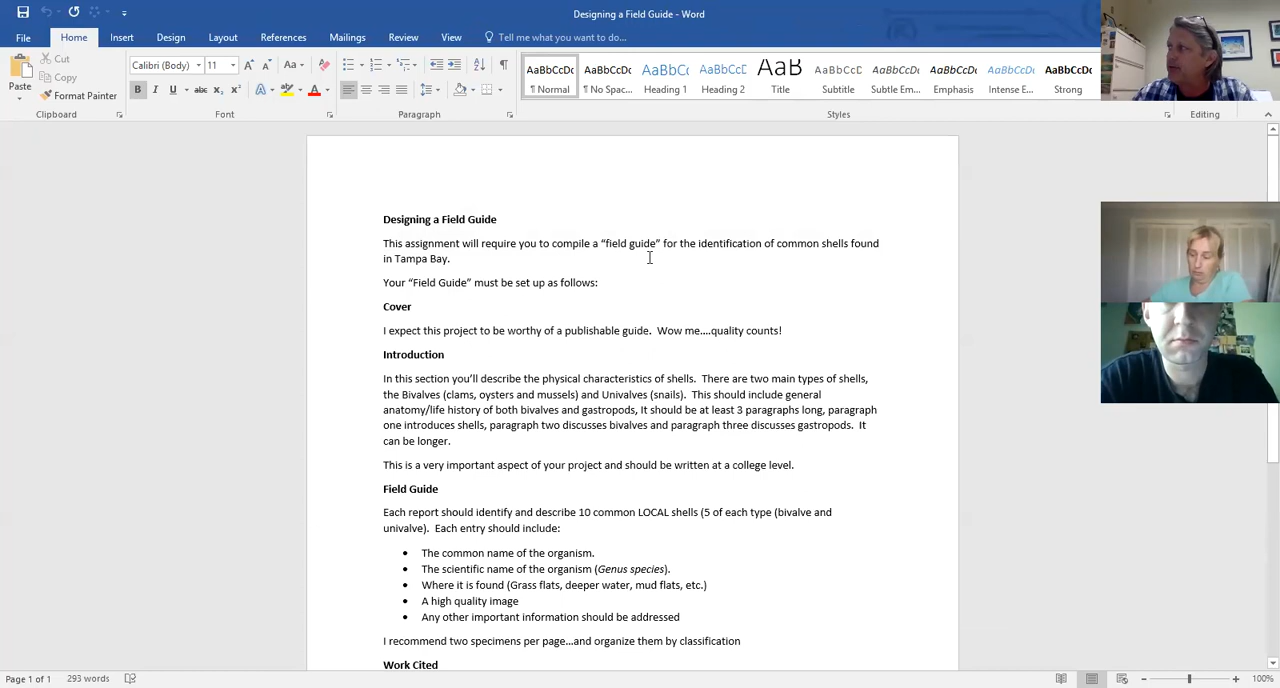 Designing a Field Guide - Word
File Home Insert Design Layout References Mailings Review View Tell me what you want to do...
Paste
Cut
Copy
Format Painter
Clipboard
Calibri (Body) 11
Font
Paragraph
AaBbCcDc AaBbCcDc AaBbCc AaBbCcD AaB AaBbCcD AaBbCcDc AaBbCcDc AaBbCcDc AaBbCcDc
¶ Normal ¶ No Spac... Heading 1 Heading 2 Title Subtitle Subtle Em... Emphasis Intense E... Strong
Styles
Editing
Designing a Field Guide
This assignment will require you to compile a “field guide” for the identification of common shells found
in Tampa Bay.
Your “Field Guide” must be set up as follows:
Cover
I expect this project to be worthy of a publishable guide. Wow me....quality counts!
Introduction
In this section you’ll describe the physical characteristics of shells. There are two main types of shells,
the Bivalves (clams, oysters and mussels) and Univalves (snails). This should include general
anatomy/life history of both bivalves and gastropods, It should be at least 3 paragraphs long, paragraph
one introduces shells, paragraph two discusses bivalves and paragraph three discusses gastropods. It
can be longer.
This is a very important aspect of your project and should be written at a college level.
Field Guide
Each report should identify and describe 10 common LOCAL shells (5 of each type (bivalve and
univalve). Each entry should include:
• The common name of the organism.
• The scientific name of the organism (Genus species).
• Where it is found (Grass flats, deeper water, mud flats, etc.)
• A high quality image
• Any other important information should be addressed
I recommend two specimens per page...and organize them by classification
Work Cited
Page 1 of 1 293 words 100%